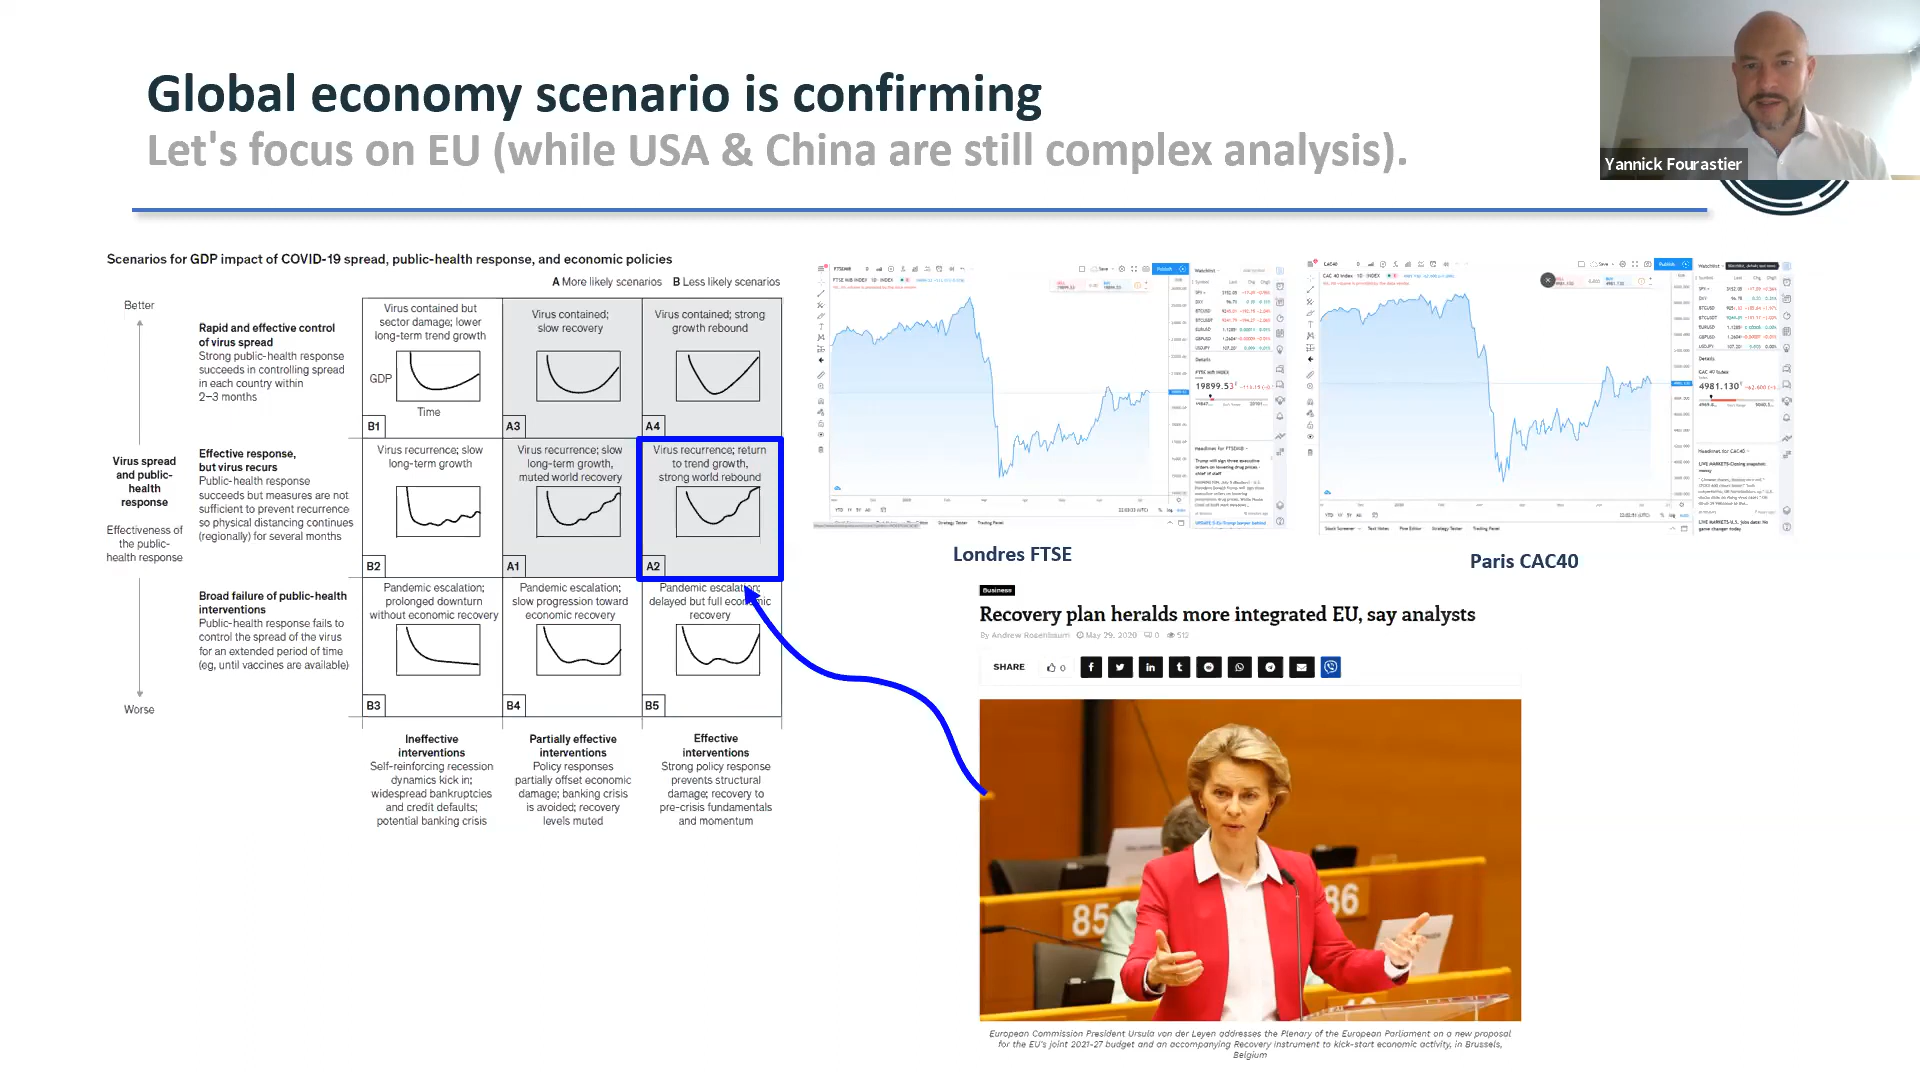 Global economy scenario is confirming
Let's focus on EU (while USA & China are still complex analysis).
Yannick Fourastier
Scenarios for GDP impact of COVID-19 spread, public-health response, and economic policies
A More likely scenarios B Less likely scenarios
Better
Virus spread
and public-
health
response
Effectiveness of
the public-
health response
Worse
Rapid and effective control
of virus spread
Strong public-health response
succeeds in controlling spread
in each country within
2–3 months
Virus contained but
sector damage; lower
long-term trend growth
GDP
Time
B1
Virus contained;
slow recovery
A3
Virus contained; strong
growth rebound
A4
Effective response,
but virus recurs
Public-health response
succeeds but measures are not
sufficient to prevent recurrence
so physical distancing continues
(regionally) for several months
Virus recurrence; slow
long-term growth
B2
Virus recurrence; slow
long-term growth,
muted world recovery
A1
Virus recurrence; return
to trend growth,
strong world rebound
A2
Broad failure of public-health
interventions
Public-health response fails to
control the spread of the virus
for an extended period of time
(eg, until vaccines are available)
Pandemic escalation;
prolonged downturn
without economic recovery
B3
Pandemic escalation;
slow progression toward
economic recovery
B4
Pandemic escalation;
delayed but full economic
recovery
B5
Ineffective
interventions
Self-reinforcing recession
dynamics kick in;
widespread bankruptcies
and credit defaults;
potential banking crisis
Partially effective
interventions
Policy responses
partially offset economic
damage; banking crisis
is avoided; recovery
levels muted
Effective
interventions
Strong policy response
prevents structural
damage; recovery to
pre-crisis fundamentals
and momentum
FTSE MIB INDEX
19899.53
Londres FTSE
CAC40
CAC 40 Index
4981.130
Paris CAC40
Business
Recovery plan heralds more integrated EU, say analysts
By Andrew Rosenbaum May 29, 2020 0 512
SHARE 0
85
86
European Commission President Ursula von der Leyen addresses the Plenary of the European Parliament on a new proposal
for the EU's joint 2021-27 budget and an accompanying Recovery Instrument to kick-start economic activity, in Brussels,
Belgium